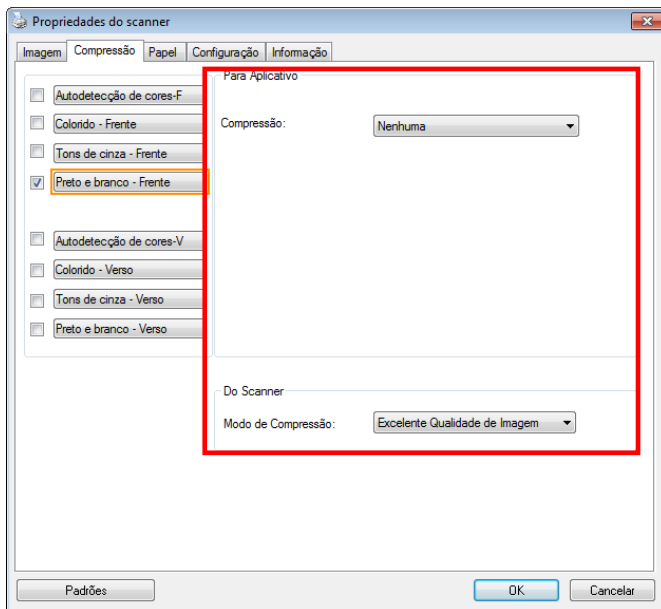 Propriedades do scanner
Imagem Compressão Papel Configuração Informação
Para Aplicativo
Autodetecção de cores-F
Colorido - Frente
Compressão: Nenhuma
Tons de cinza - Frente
Preto e branco - Frente
Autodetecção de cores-V
Colorido - Verso
Tons de cinza - Verso
Preto e branco - Verso
Do Scanner
Modo de Compressão: Excelente Qualidade de Imagem
Padrões OK Cancelar